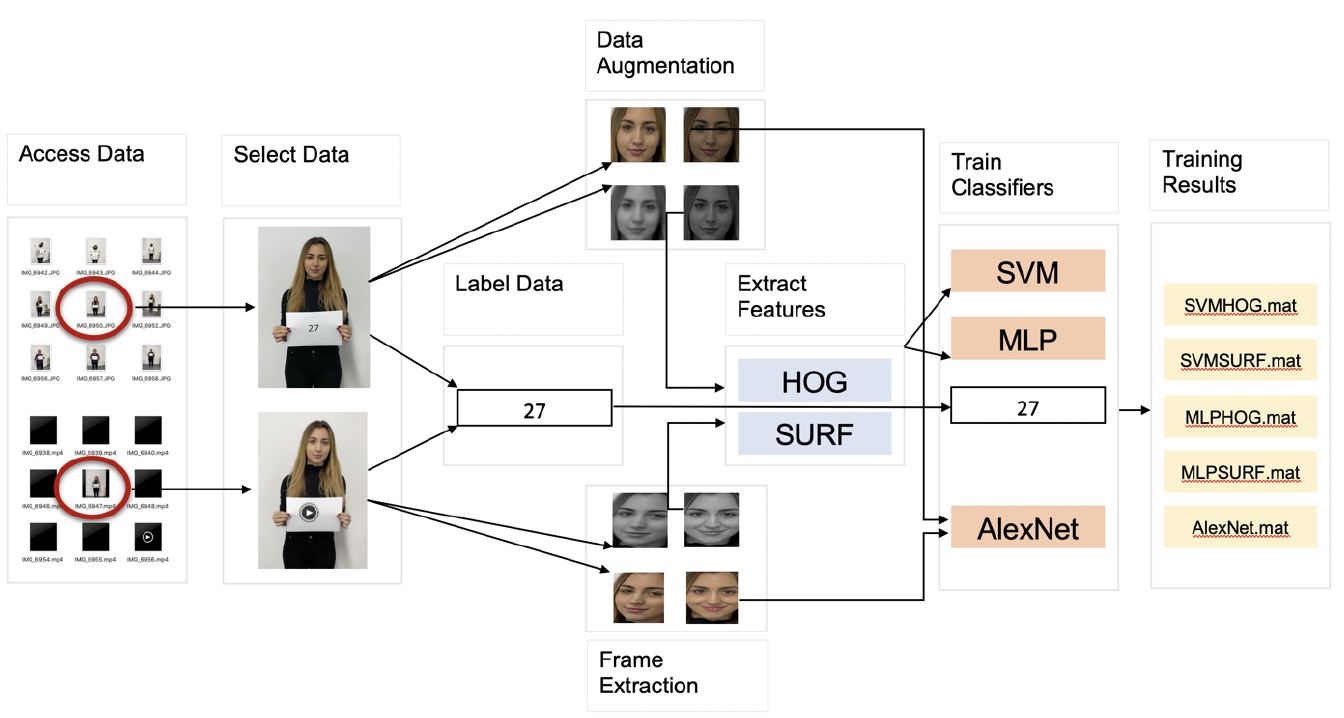 Data
Augmentation
Access Data
Select Data
Train
Classifiers
Training
Results
IMG_6942.JPG IMG_6943.JPG IMG_6944.JPG
IMG_6949.JPG IMG_6950.JPG IMG_6952.JPG
IMG_6956.JPG IMG_6957.JPG IMG_6958.JPG
IMG_6938.mp4 IMG_6939.mp4 IMG_6940.mp4
IMG_6946.mp4 IMG_6947.mp4 IMG_6948.mp4
IMG_6954.mp4 IMG_6955.mp4 IMG_6956.mp4
27
Label Data
27
Extract
Features
HOG
SURF
SVM
MLP
27
AlexNet
SVMHOG.mat
SVMSURF.mat
MLPHOG.mat
MLPSURF.mat
AlexNet.mat
Frame
Extraction